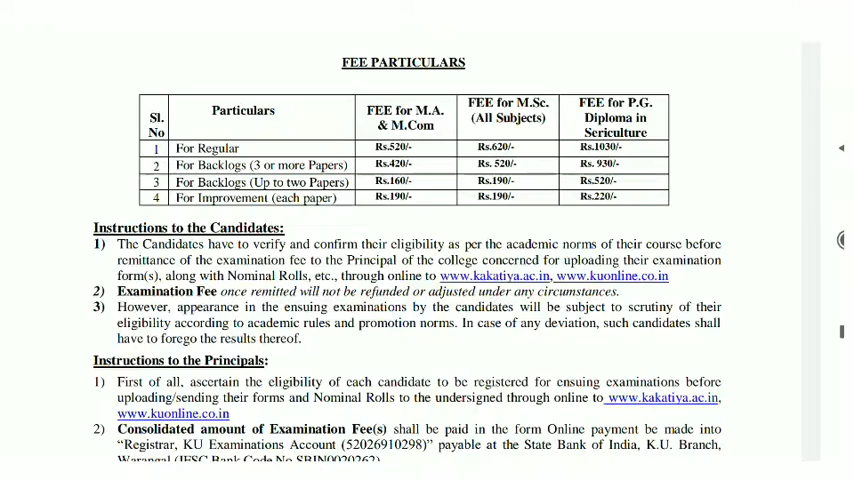 FEE PARTICULARS
Sl. No Particulars FEE for M.A. & M.Com FEE for M.Sc. (All Subjects) FEE for P.G. Diploma in Sericulture
1 For Regular Rs.520/- Rs.620/- Rs.1030/-
2 For Backlogs (3 or more Papers) Rs.420/- Rs. 520/- Rs. 930/-
3 For Backlogs (Up to two Papers) Rs.160/- Rs.190/- Rs.520/-
4 For Improvement (each paper) Rs.190/- Rs.190/- Rs.220/-
Instructions to the Candidates:
1) The Candidates have to verify and confirm their eligibility as per the academic norms of their course before
remittance of the examination fee to the Principal of the college concerned for uploading their examination
form(s), along with Nominal Rolls, etc., through online to www.kakatiya.ac.in, www.kuonline.co.in
2) Examination Fee once remitted will not be refunded or adjusted under any circumstances.
3) However, appearance in the ensuing examinations by the candidates will be subject to scrutiny of their
eligibility according to academic rules and promotion norms. In case of any deviation, such candidates shall
have to forego the results thereof.
Instructions to the Principals:
1) First of all, ascertain the eligibility of each candidate to be registered for ensuing examinations before
uploading/sending their forms and Nominal Rolls to the undersigned through online to www.kakatiya.ac.in,
www.kuonline.co.in
2) Consolidated amount of Examination Fee(s) shall be paid in the form Online payment be made into
"Registrar, KU Examinations Account (52026910298)" payable at the State Bank of India, K.U. Branch,
Warangal (IFSC Bank Code No SBIN0020262)